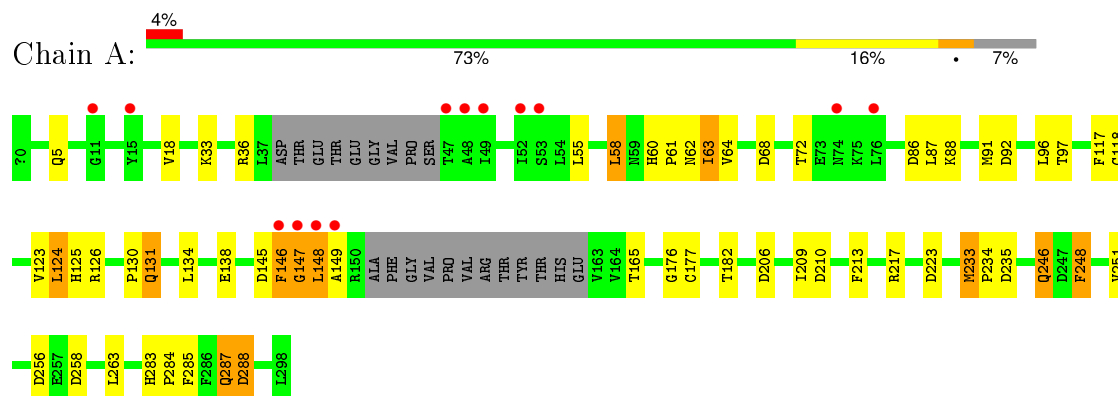 4%
Chain A:
73% 16% • 7%
?0 Q5 G11 Y15 V18 K33 R36 L37 ASP THR GLU THR GLU GLY VAL PRO SER T47 A48 I49 I52 S53 L54 L55 L58 N59 H60 P61 N62 I63 V64 D68 T72 E73 N74 K75 L76 D86 L87 K88 M91 D92 L96 T97 F117 C118
V123 L124 H125 R126 P130 Q131 L134 E138 D145 F146 G147 L148 A149 R150 ALA PHE GLY VAL PRO VAL ARG THR TYR THR HIS GLU V163 V164 T165 G176 C177 T182 D206 I209 D210 F213 R217 D223 M233 P234 D235 Q246 D247 F248
D256 E257 D258 L263 H283 P284 F285 F286 Q287 D288 L298